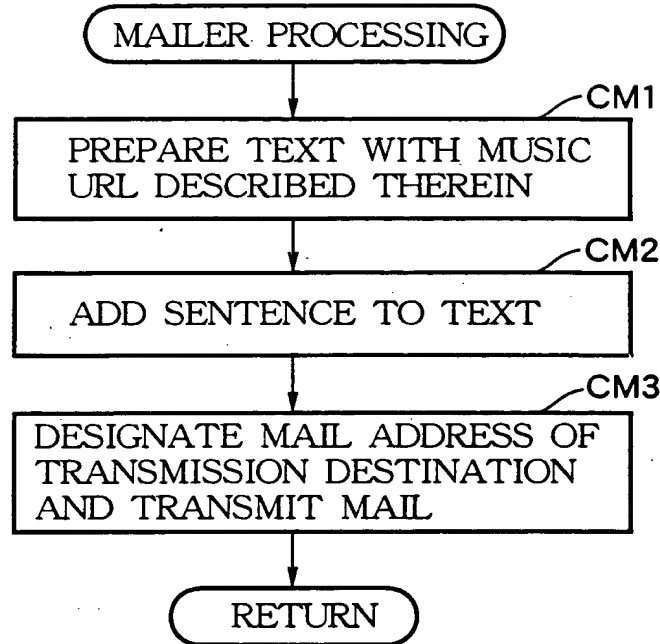 MAILER PROCESSING
CM1
PREPARE TEXT WITH MUSIC
URL DESCRIBED THEREIN
CM2
ADD SENTENCE TO TEXT
CM3
DESIGNATE MAIL ADDRESS OF
TRANSMISSION DESTINATION
AND TRANSMIT MAIL
RETURN